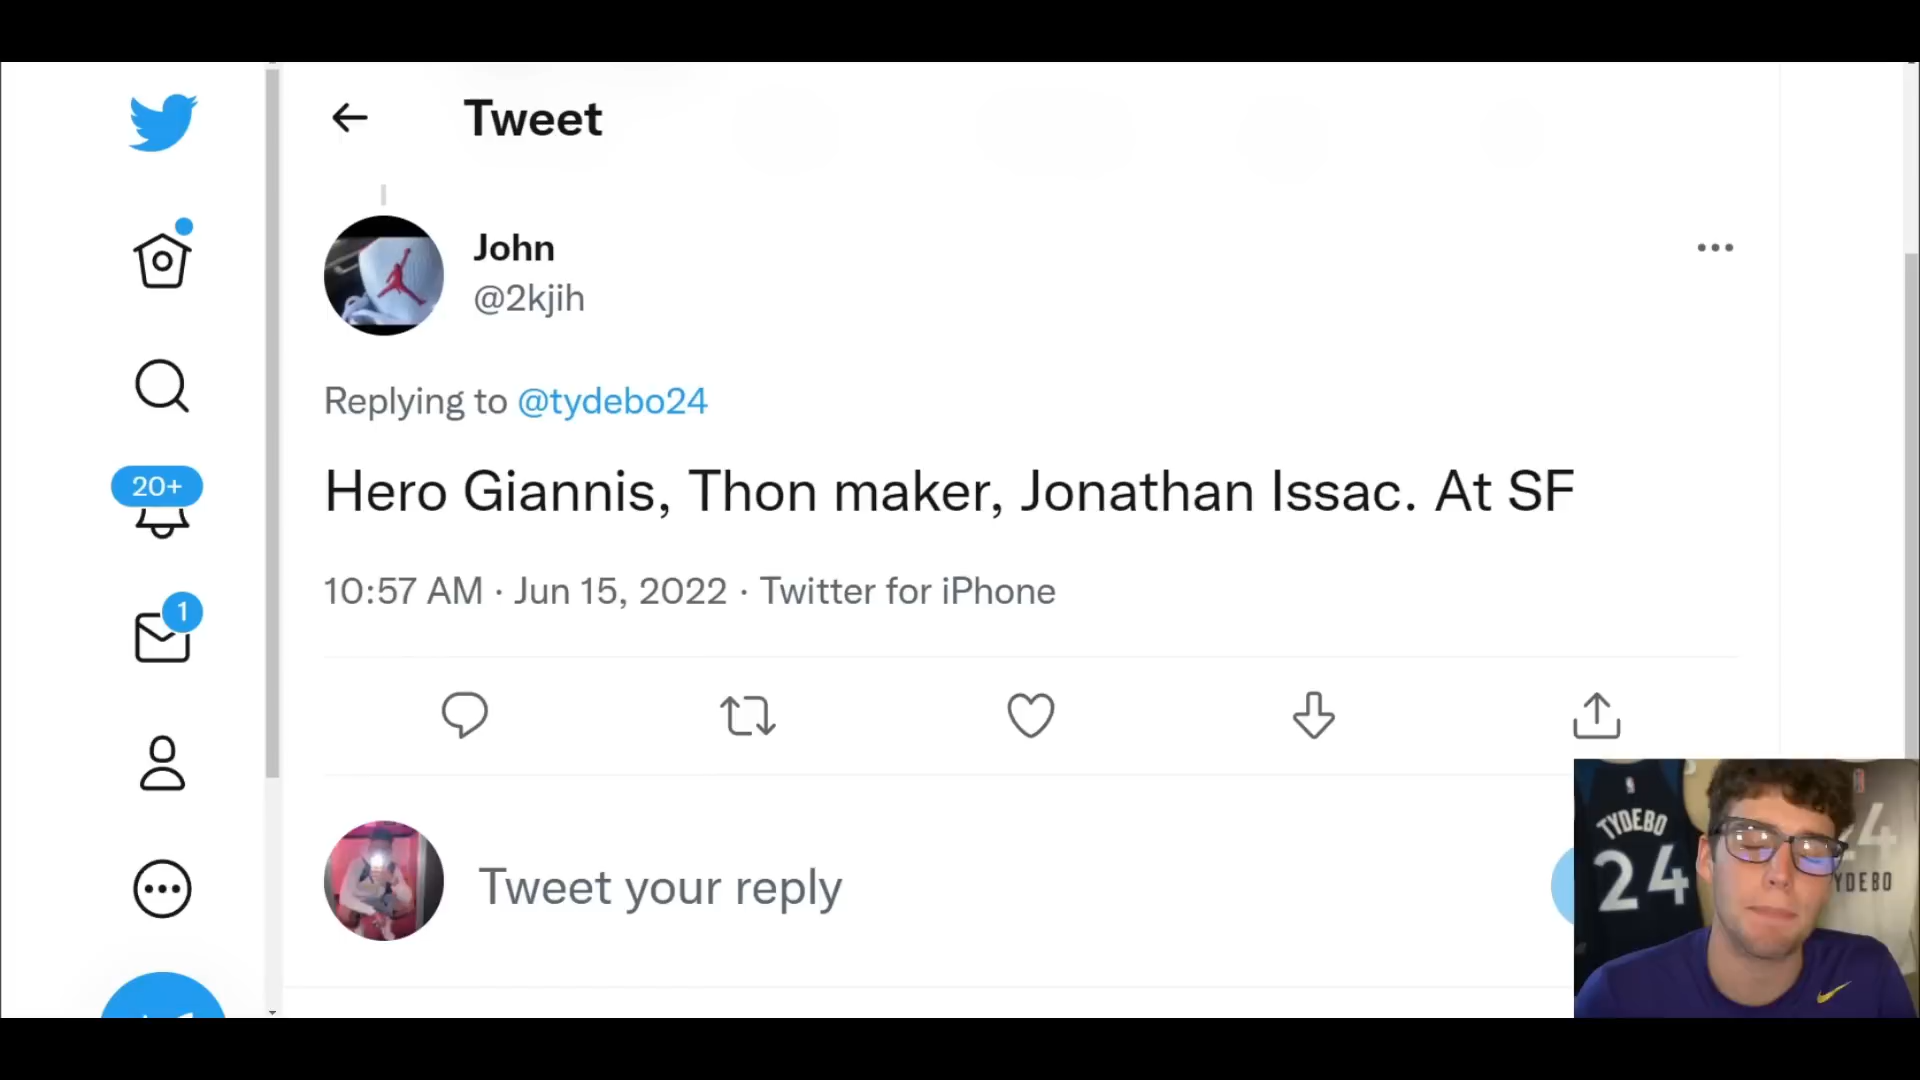 Tweet
John
@2kjih
Replying to @tydebo24
Hero Giannis, Thon maker, Jonathan Issac. At SF
10:57 AM · Jun 15, 2022 · Twitter for iPhone
20+
1
Tweet your reply
TYDEBO
24
24
YDEBO